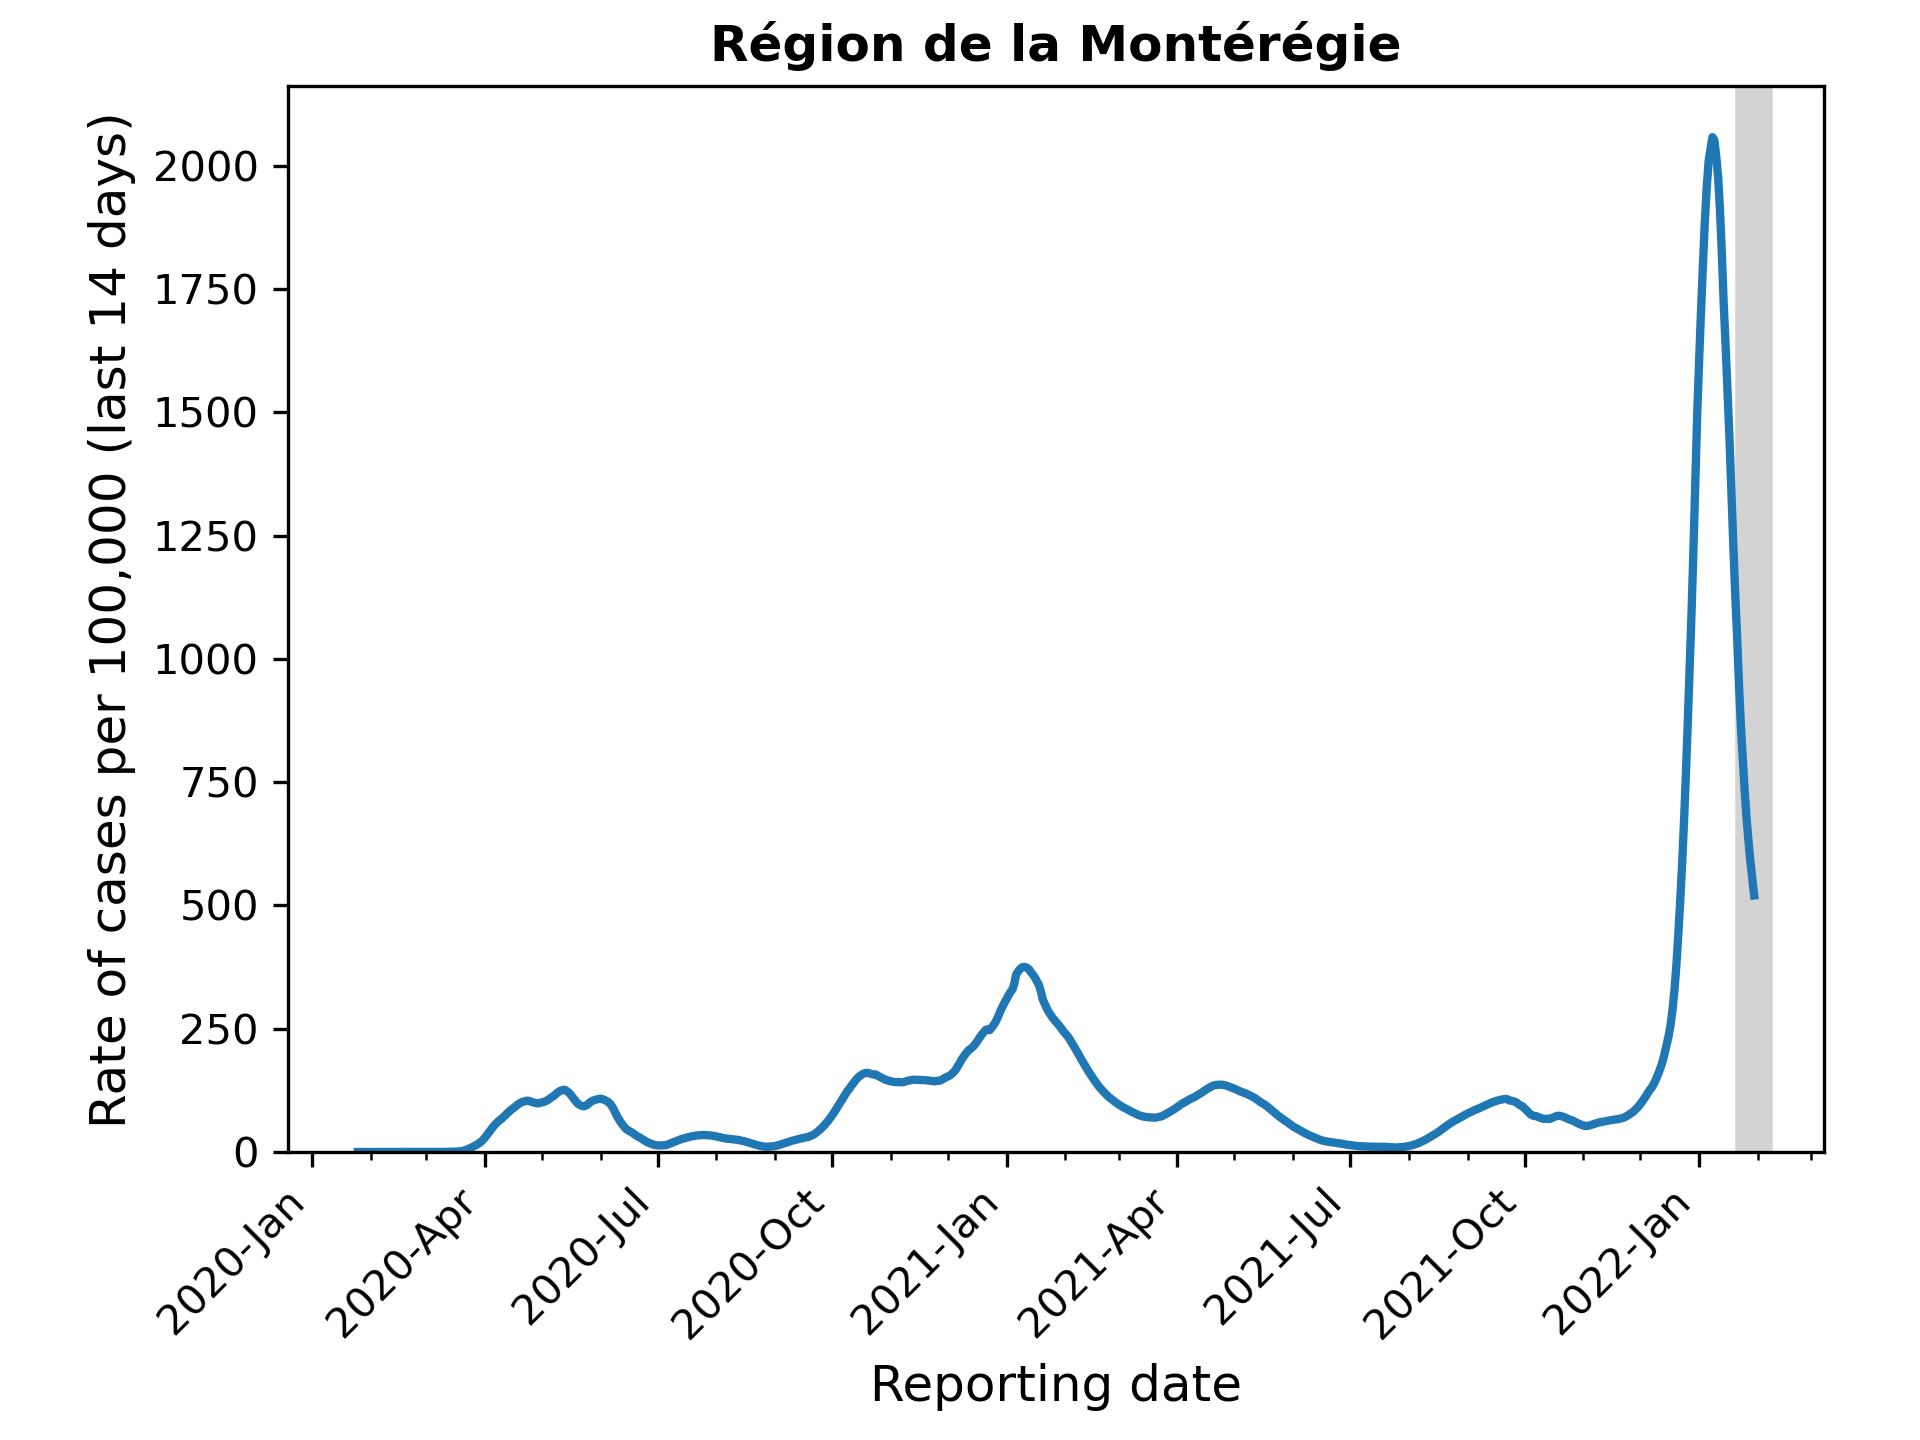 Région de la Montérégie
Rate of cases per 100,000 (last 14 days)
2000
1750
1500
1250
1000
750
500
250
0
2020-Jan
2020-Apr
2020-Jul
2020-Oct
2021-Jan
2021-Apr
2021-Jul
2021-Oct
2022-Jan
Reporting date